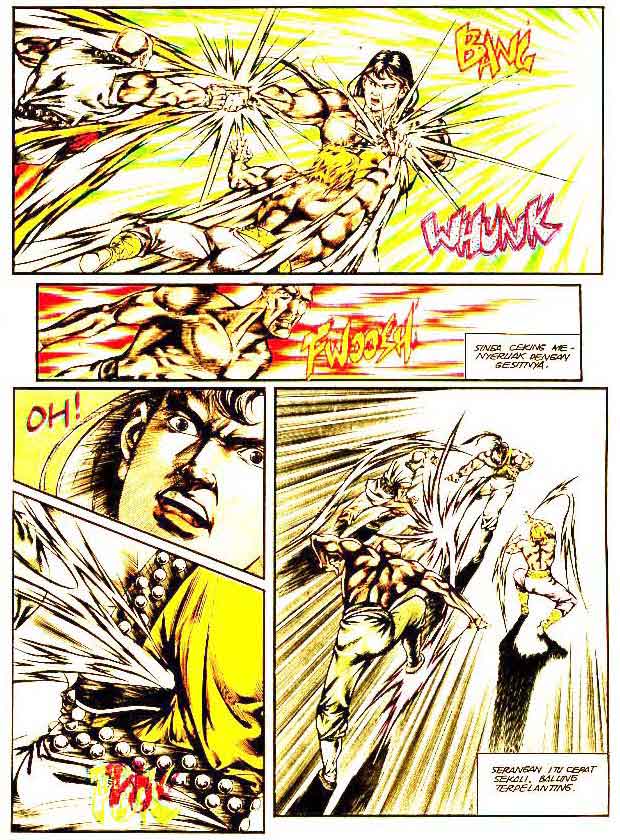 BANG
WHUNK
FWOOSH
SINGA CEKING ME-
NYERUAK DENGAN
GESITNYA.
OH!
SERANGAN ITU CEPAT
SEKALI, BALUNG
TERPELANTING.